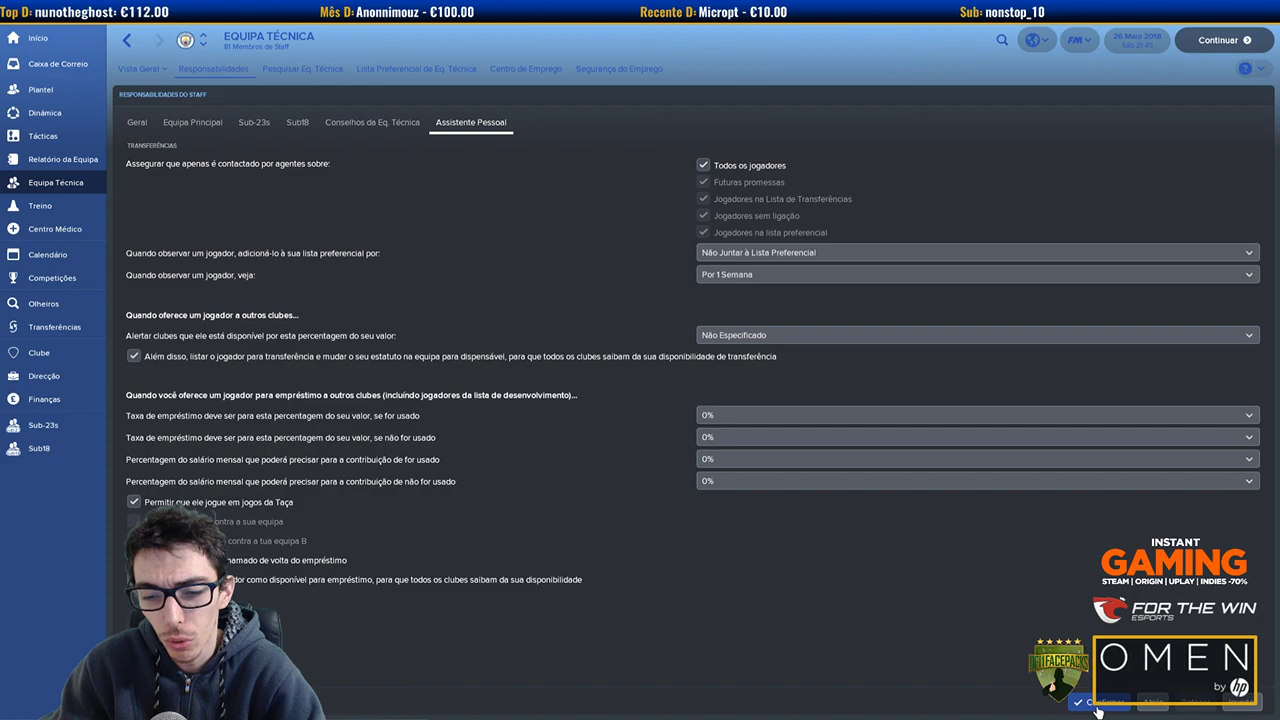 Top D: nunotheghost: €112.00
Mês D: Anonnimouz - €100.00
Recente D: Micropt - €10.00
Sub: nonstop_10
Início
Caixa de Correio
Plantel
Dinâmica
Tácticas
Relatório da Equipa
Equipa Técnica
Treino
Centro Médico
Calendário
Competições
Olheiros
Transferências
Clube
Direcção
Finanças
Sub-23s
Sub18
EQUIPA TÉCNICA
81 Membros de Staff
FM
26 Maio 2018
Sáb 21:45
Continuar
Vista Geral
Responsabilidades
Pesquisar Eq. Técnica
Lista Preferencial de Eq. Técnica
Centro de Emprego
Segurança do Emprego
RESPONSABILIDADES DO STAFF
Geral
Equipa Principal
Sub-23s
Sub18
Conselhos da Eq. Técnica
Assistente Pessoal
TRANSFERÊNCIAS
Assegurar que apenas é contactado por agentes sobre:
Todos os jogadores
Futuras promessas
Jogadores na Lista de Transferências
Jogadores sem ligação
Jogadores na lista preferencial
Quando observar um jogador, adicioná-lo à sua lista preferencial por:
Não Juntar à Lista Preferencial
Quando observar um jogador, veja:
Por 1 Semana
Quando oferece um jogador a outros clubes...
Alertar clubes que ele está disponível por esta percentagem do seu valor:
Não Especificado
Além disso, listar o jogador para transferência e mudar o seu estatuto na equipa para dispensável, para que todos os clubes saibam da sua disponibilidade de transferência
Quando você oferece um jogador para empréstimo a outros clubes (incluíndo jogadores da lista de desenvolvimento)...
Taxa de empréstimo deve ser para esta percentagem do seu valor, se for usado
0%
Taxa de empréstimo deve ser para esta percentagem do seu valor, se não for usado
0%
Percentagem do salário mensal que poderá precisar para a contribuição de for usado
0%
Percentagem do salário mensal que poderá precisar para a contribuição de não for usado
0%
Permitir que ele jogue em jogos da Taça
contra a sua equipa
contra a tua equipa B
hamado de volta do empréstimo
dor como disponível para empréstimo, para que todos os clubes saibam da sua disponibilidade
INSTANT
GAMING
STEAM | ORIGIN | UPLAY | INDIES -70%
FOR THE WIN
ESPORTS
OMEN
by hp